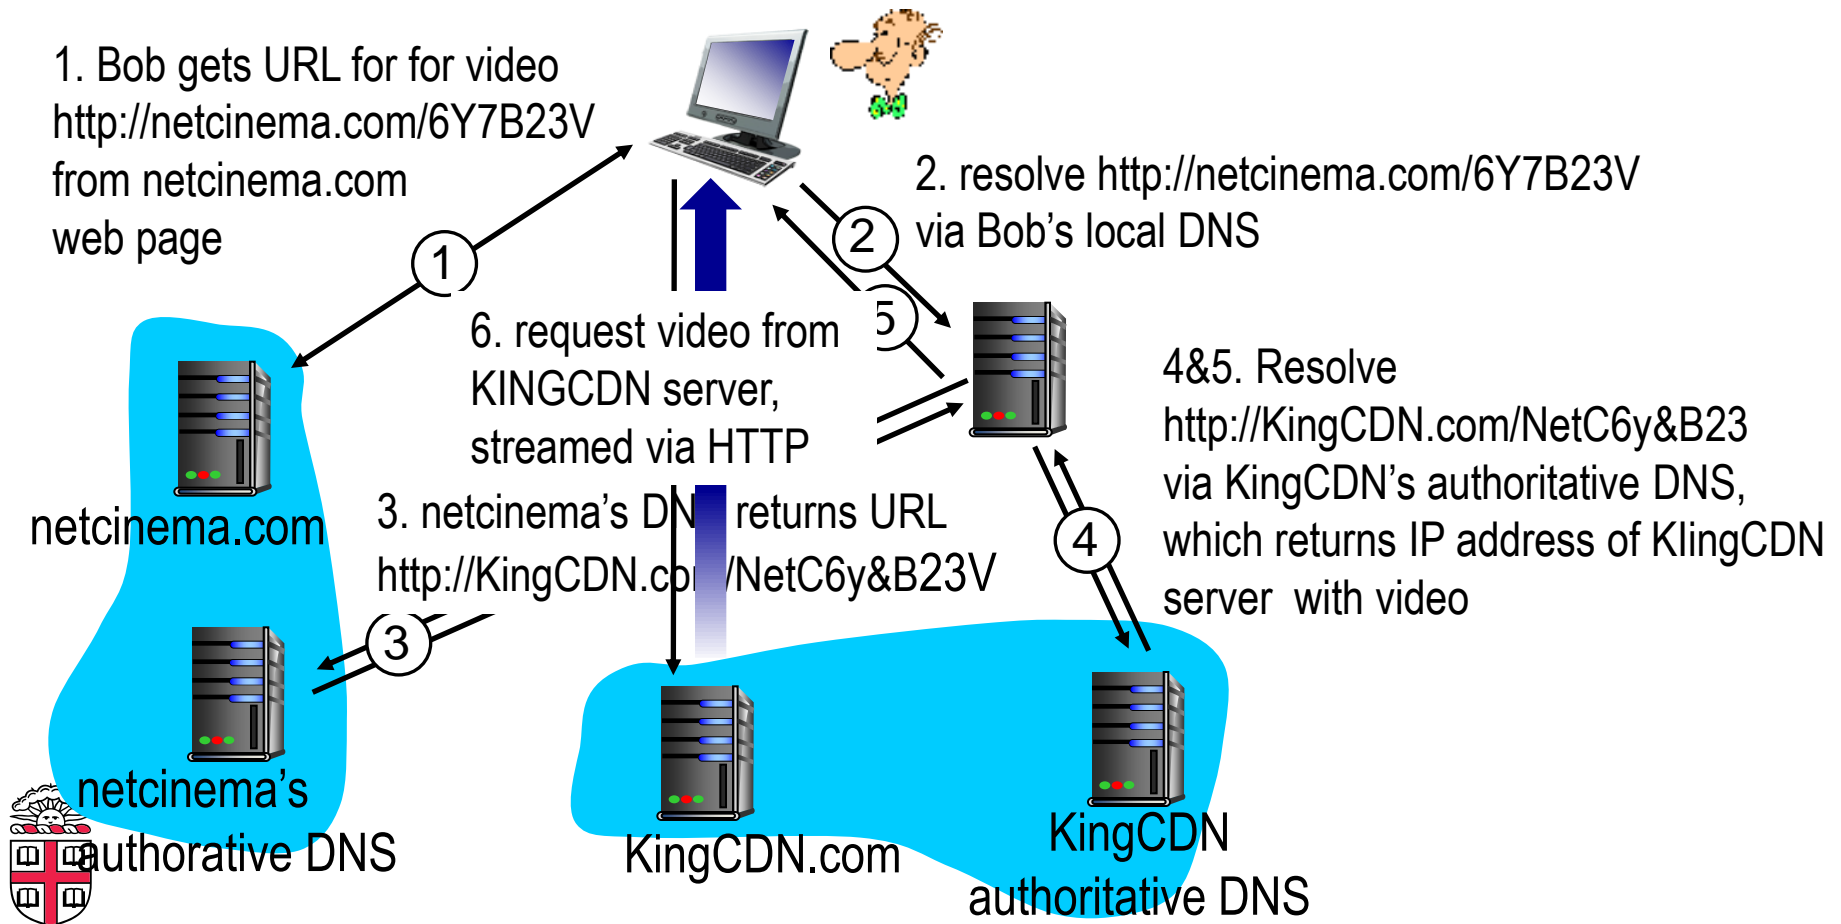 1. Bob gets URL for for video
http://netcinema.com/6Y7B23V
from netcinema.com
web page
2. resolve http://netcinema.com/6Y7B23V
via Bob's local DNS
1
2
5
6. request video from
KINGCDN server,
streamed via HTTP
4&5. Resolve
http://KingCDN.com/NetC6y&B23
via KingCDN's authoritative DNS,
which returns IP address of KlingCDN
server with video
netcinema.com
3. netcinema's DNS returns URL
http://KingCDN.com/NetC6y&B23V
4
3
netcinema's
authorative DNS
KingCDN.com
KingCDN
authoritative DNS